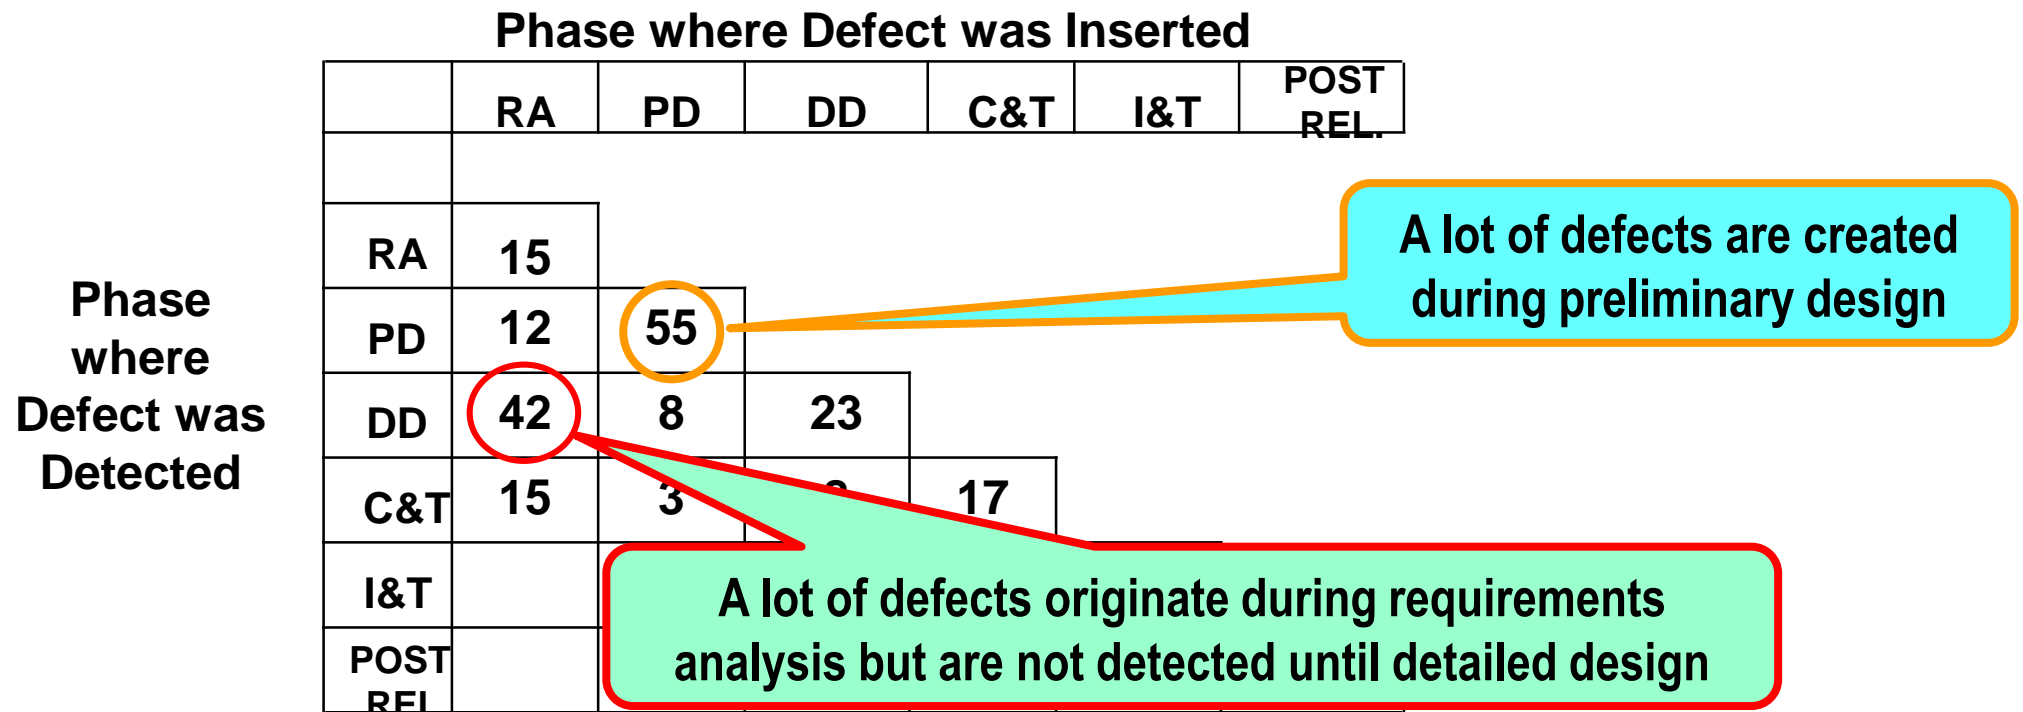 Phase where Defect was Inserted
RA PD DD C&T I&T POST REL.
RA 15
PD 12 55
DD 42 8 23
C&T 15 3 17
I&T
POST
Phase
where
Defect was
Detected
A lot of defects are created
during preliminary design
A lot of defects originate during requirements
analysis but are not detected until detailed design